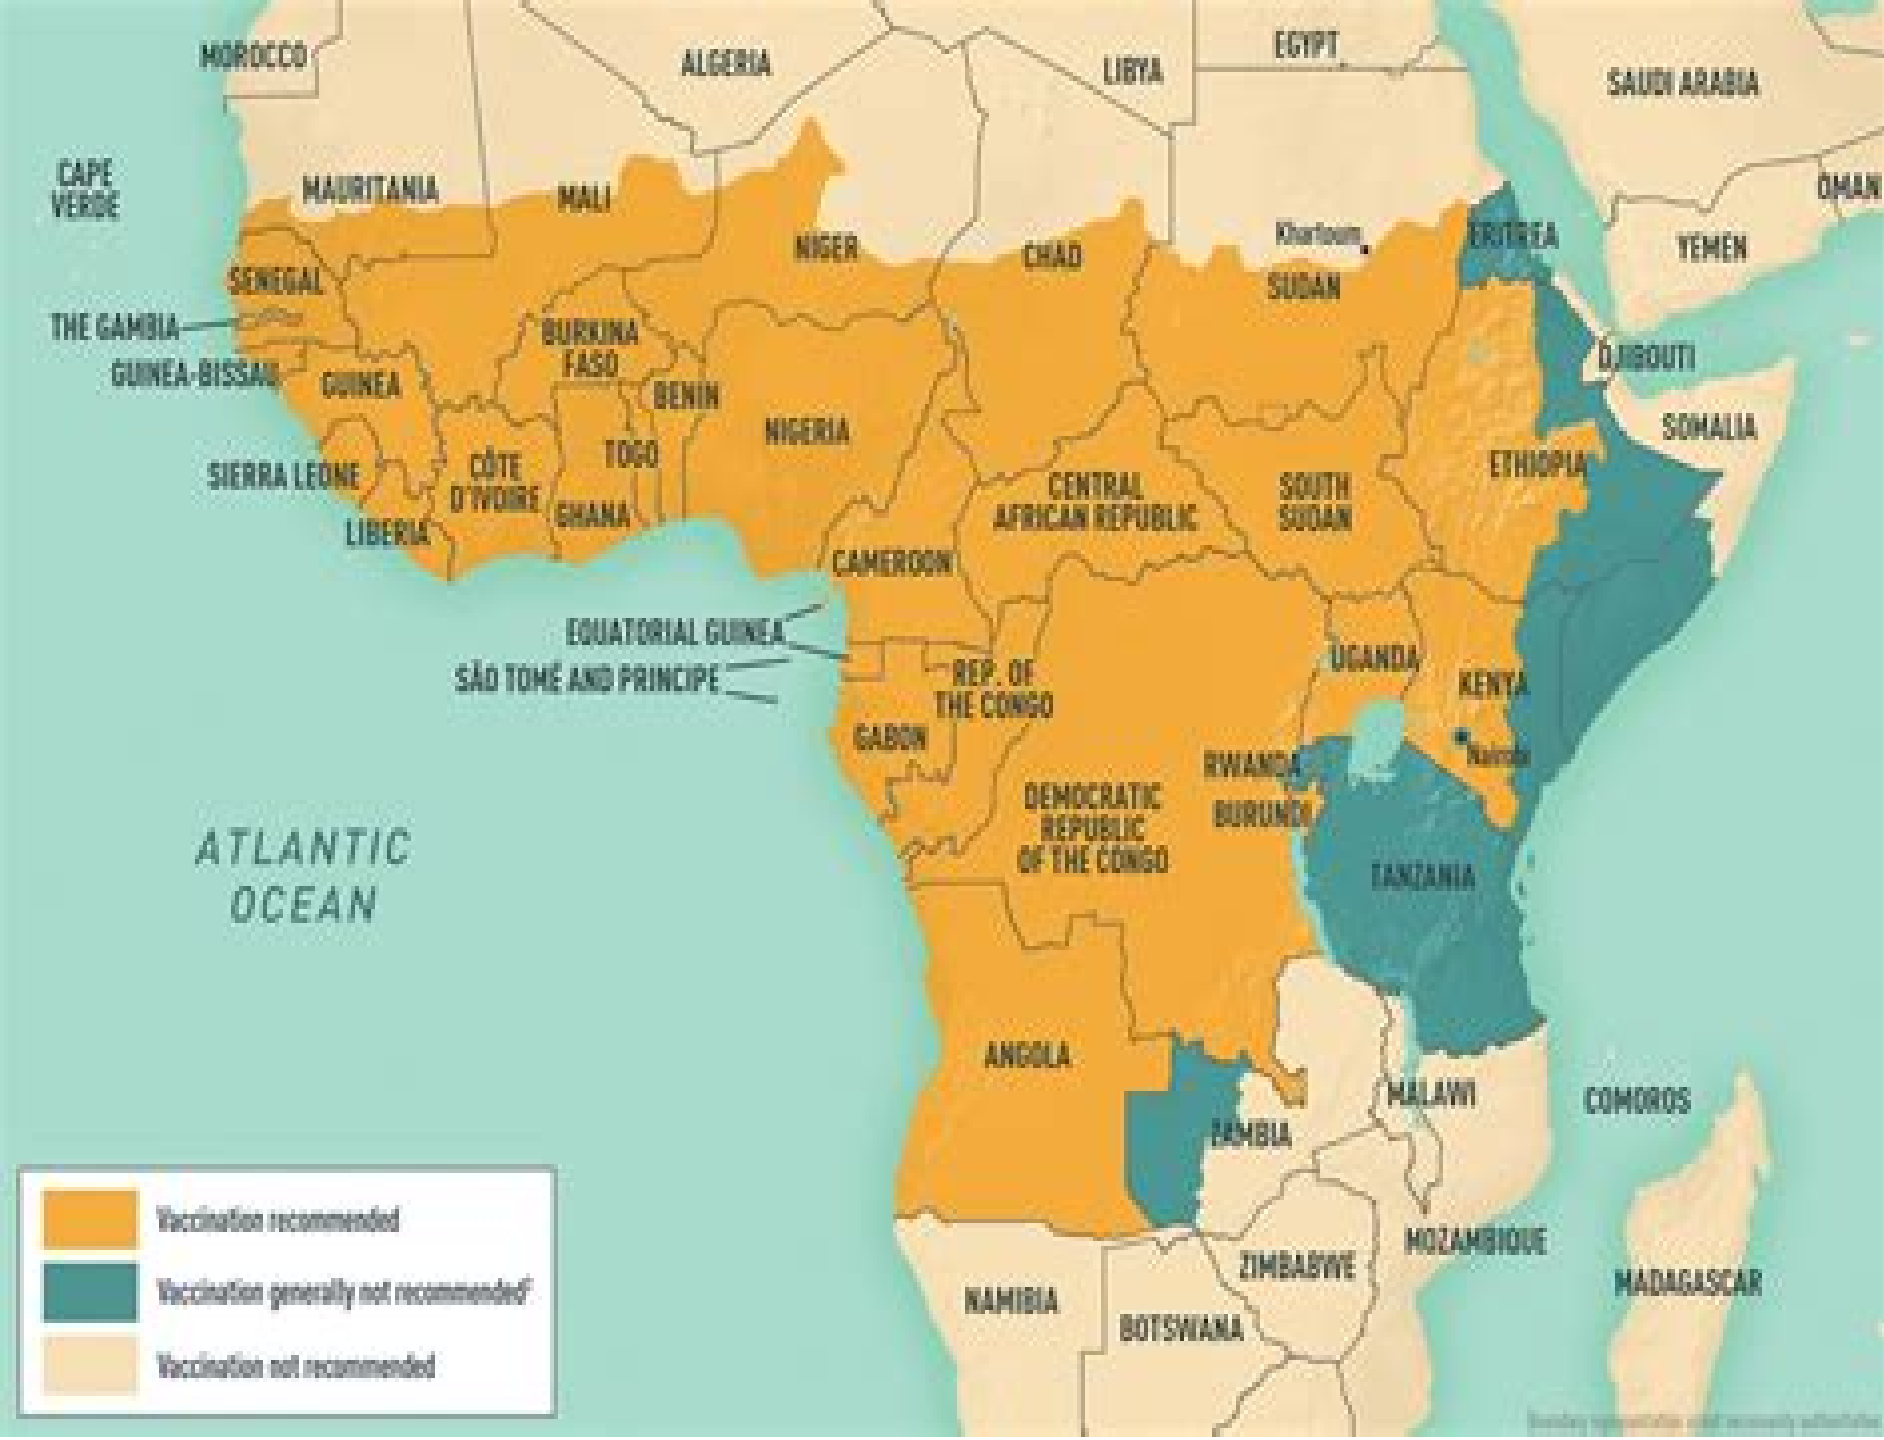 MOROCCO
ALGERIA
LIBYA
EGYPT
SAUDI ARABIA
CAPE
VERDE
MAURITANIA
MALI
NIGER
CHAD
Khartoum
SUDAN
ERITREA
YEMEN
OMAN
SENEGAL
THE GAMBIA
GUINEA-BISSAU
GUINEA
BURKINA
FASO
BENIN
NIGERIA
DJIBOUTI
SOMALIA
SIERRA LEONE
LIBERIA
CÔTE
D'IVOIRE
GHANA
TOGO
CENTRAL
AFRICAN REPUBLIC
SOUTH
SUDAN
ETHIOPIA
CAMEROON
EQUATORIAL GUINEA
SÃO TOMÉ AND PRINCIPE
REP. OF
THE CONGO
GABON
UGANDA
KENYA
Nairobi
RWANDA
BURUNDI
DEMOCRATIC
REPUBLIC
OF THE CONGO
TANZANIA
ATLANTIC
OCEAN
ANGOLA
ZAMBIA
MALAWI
COMOROS
MOZAMBIQUE
ZIMBABWE
NAMIBIA
BOTSWANA
MADAGASCAR
Vaccination recommended
Vaccination generally not recommended
Vaccination not recommended